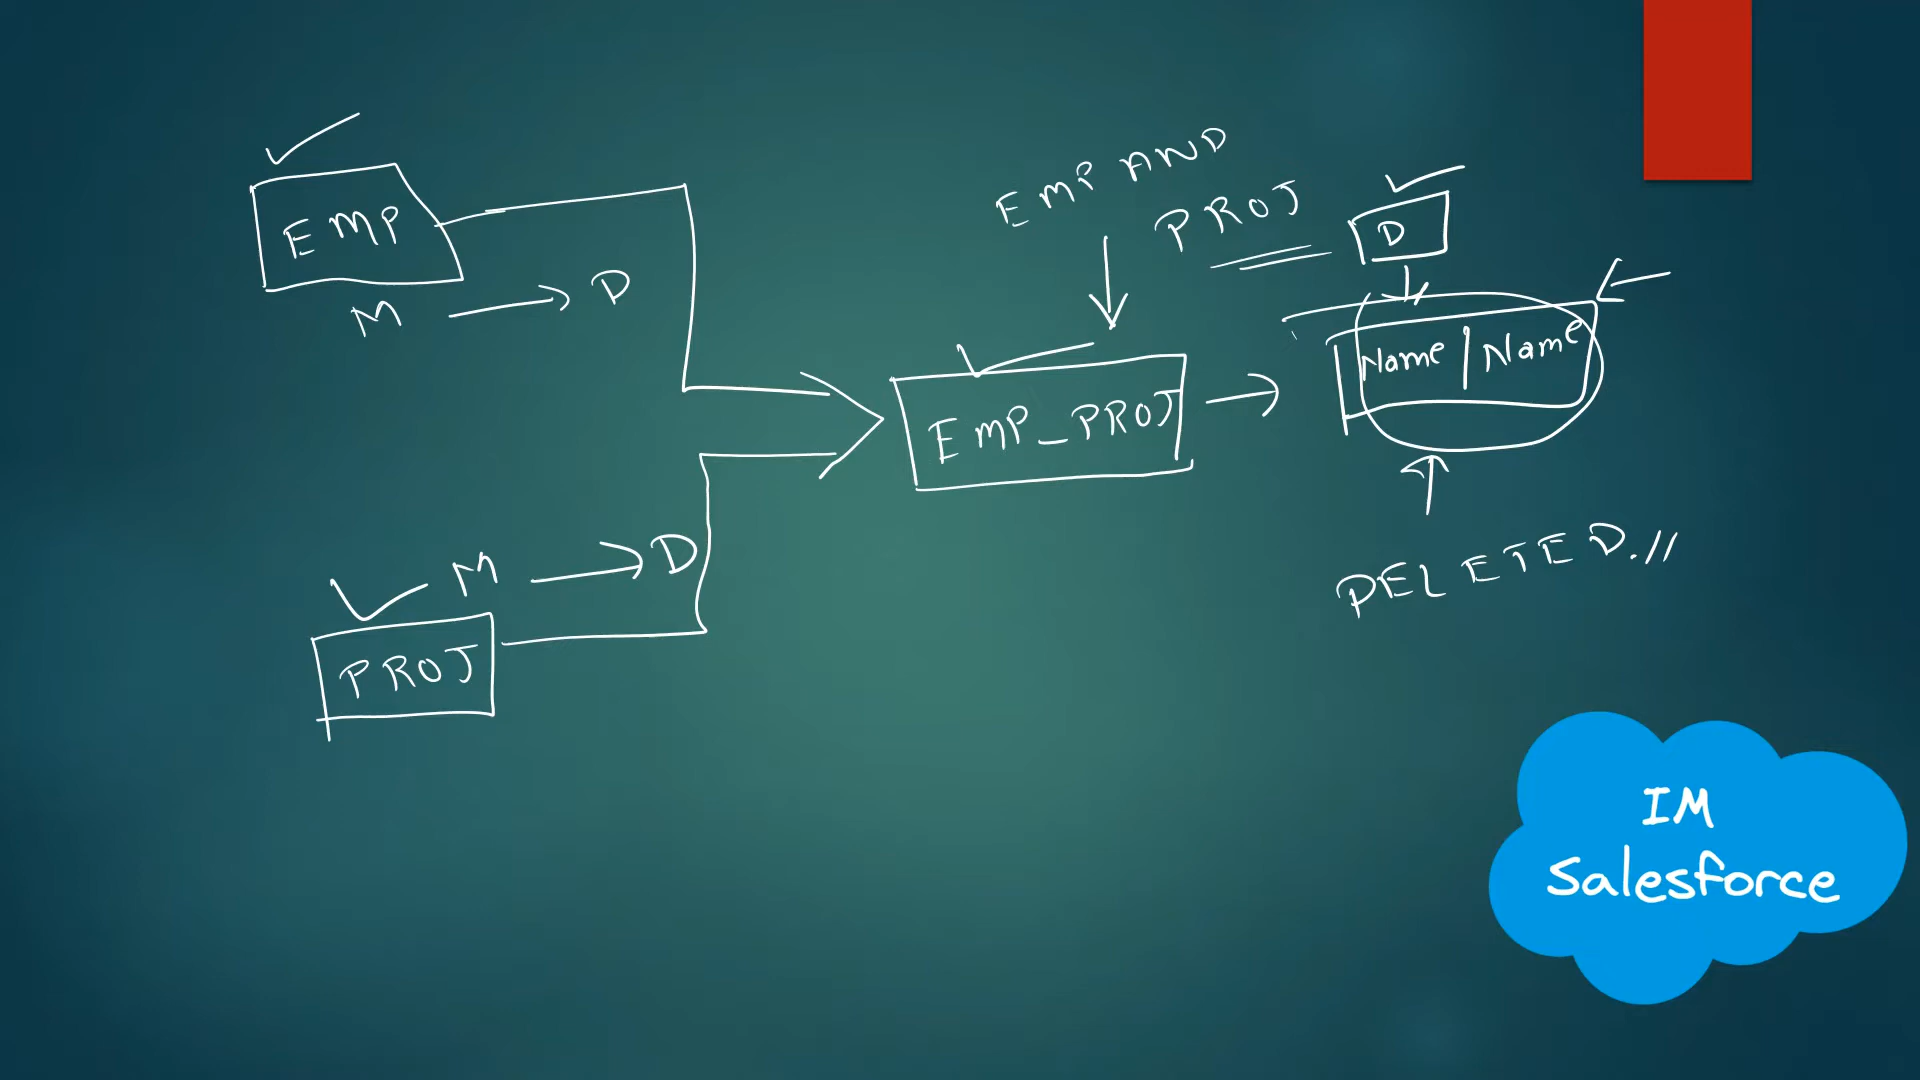 EMP
M → D
EMP AND
PROJ
D
Name | Name
EMP_PROJ →
M → D
PROJ
DELETED.//
IM
Salesforce